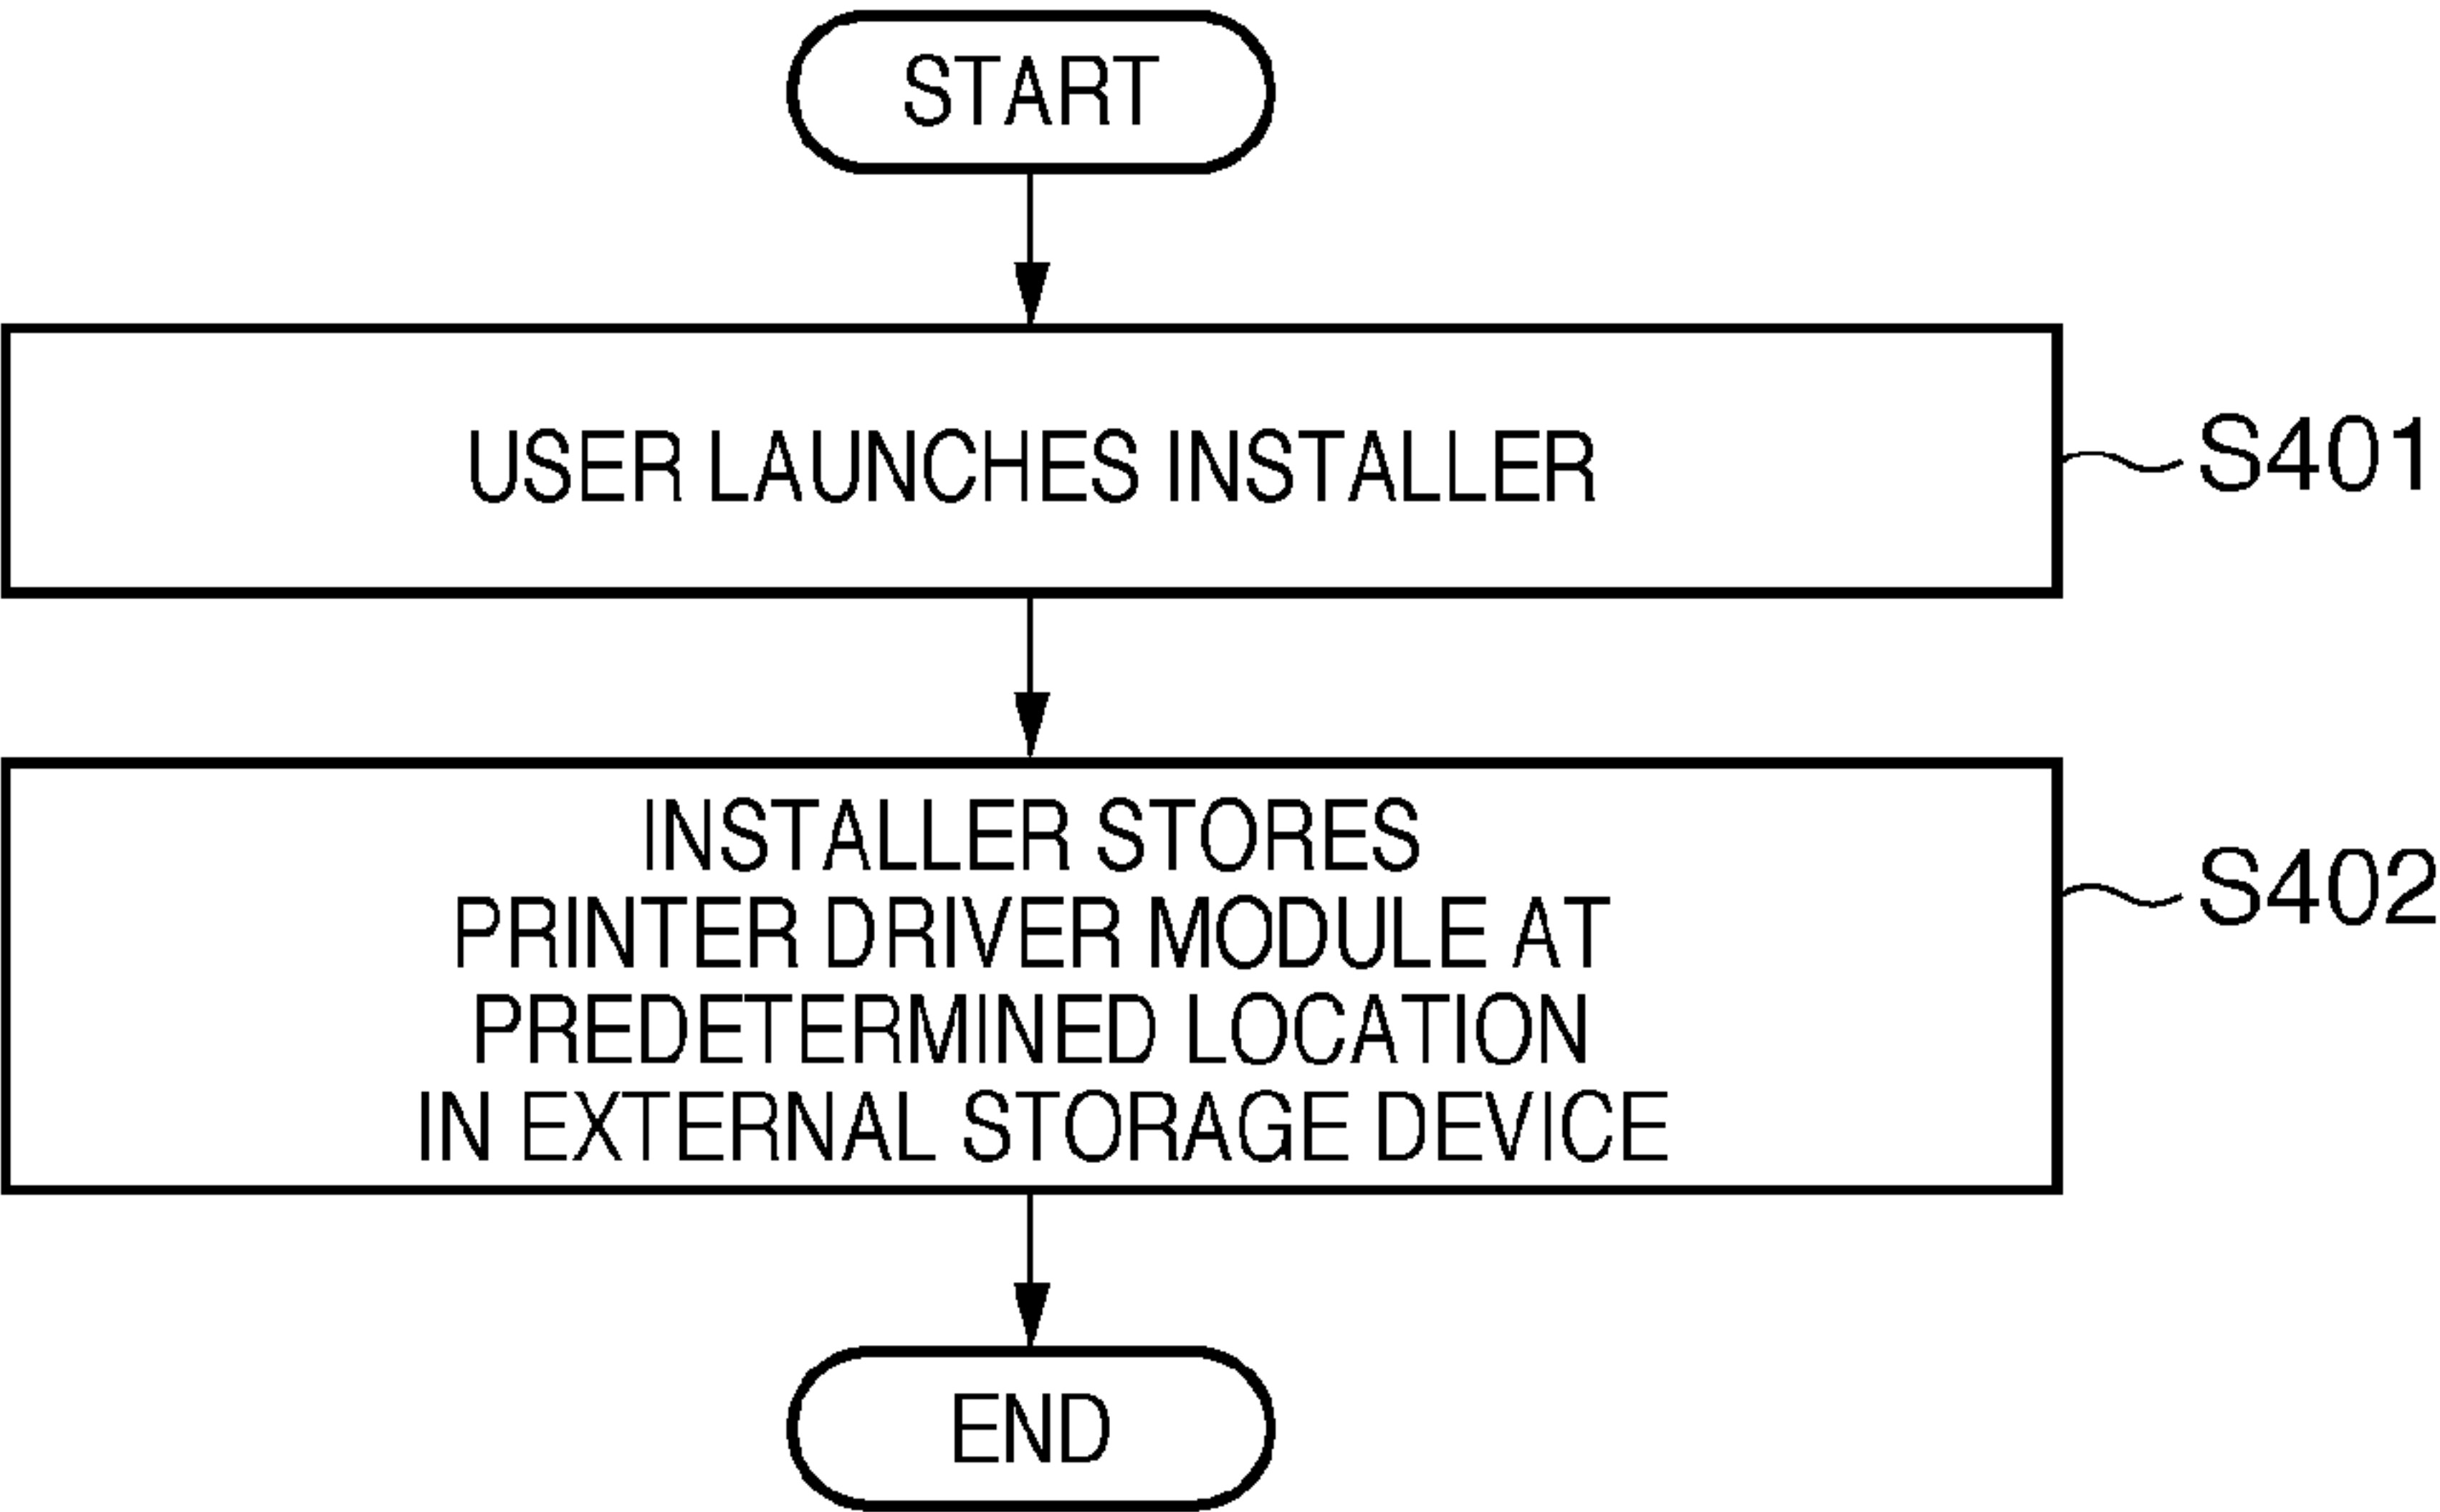 START
USER LAUNCHES INSTALLER
S401
INSTALLER STORES
PRINTER DRIVER MODULE AT
PREDETERMINED LOCATION
IN EXTERNAL STORAGE DEVICE
S402
END